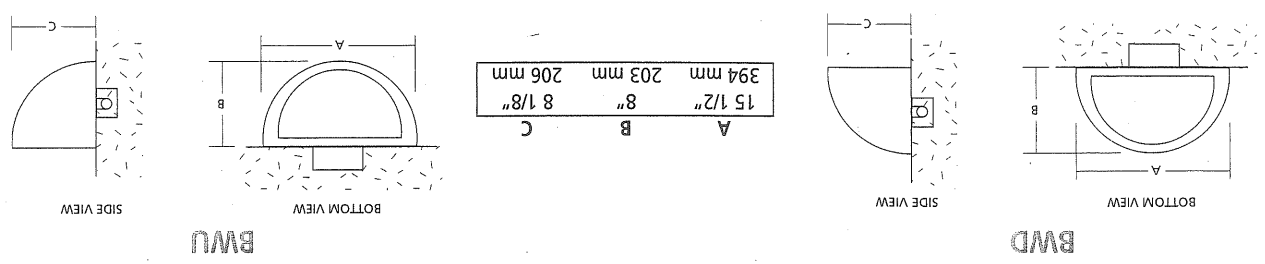 BWD
BOTTOM VIEW
SIDE VIEW
A
B
C
A B C
15 1/2" 8" 8 1/8"
394 mm 203 mm 206 mm
BWU
BOTTOM VIEW
SIDE VIEW
B
A
C